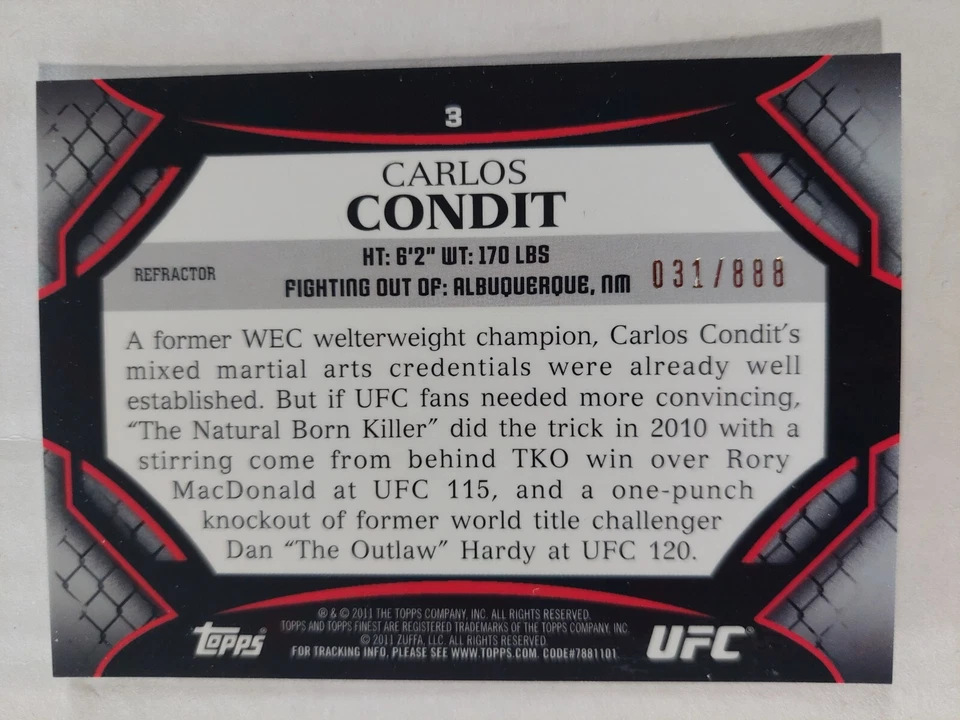 3
CARLOS
CONDIT
HT: 6'2" WT: 170 LBS
REFRACTOR
FIGHTING OUT OF: ALBUQUERQUE, NM
031/888
A former WEC welterweight champion, Carlos Condit's
mixed martial arts credentials were already well
established. But if UFC fans needed more convincing,
"The Natural Born Killer" did the trick in 2010 with a
stirring come from behind TKO win over Rory
MacDonald at UFC 115, and a one-punch
knockout of former world title challenger
Dan "The Outlaw" Hardy at UFC 120.
® & © 2011 THE TOPPS COMPANY, INC. ALL RIGHTS RESERVED.
TOPPS AND TOPPS FINEST ARE REGISTERED TRADEMARKS OF THE TOPPS COMPANY, INC.
© 2011 ZUFFA, LLC. ALL RIGHTS RESERVED.
FOR TRACKING INFO, PLEASE SEE WWW.TOPPS.COM. CODE#7881101
Topps®
UFC®